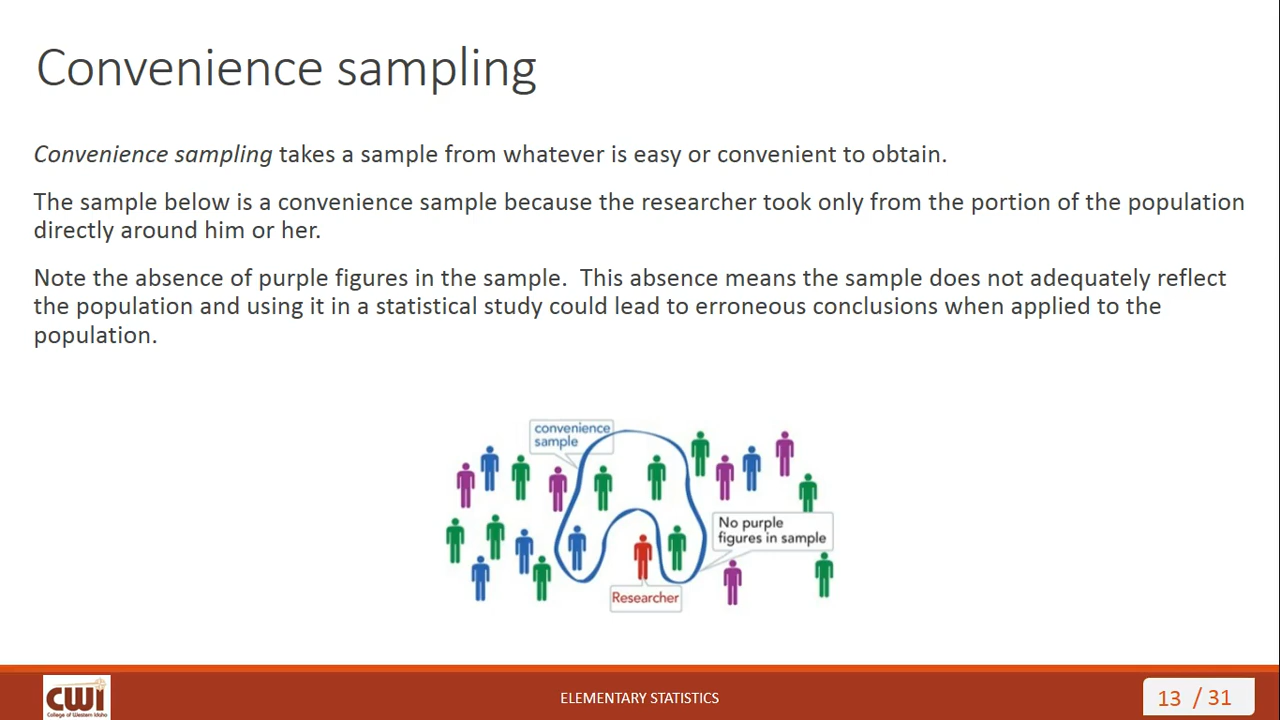 Convenience sampling
Convenience sampling takes a sample from whatever is easy or convenient to obtain.
The sample below is a convenience sample because the researcher took only from the portion of the population
directly around him or her.
Note the absence of purple figures in the sample.  This absence means the sample does not adequately reflect
the population and using it in a statistical study could lead to erroneous conclusions when applied to the
population.
convenience
sample
No purple
figures in sample
Researcher
CWI
College of Western Idaho
ELEMENTARY STATISTICS
13 / 31